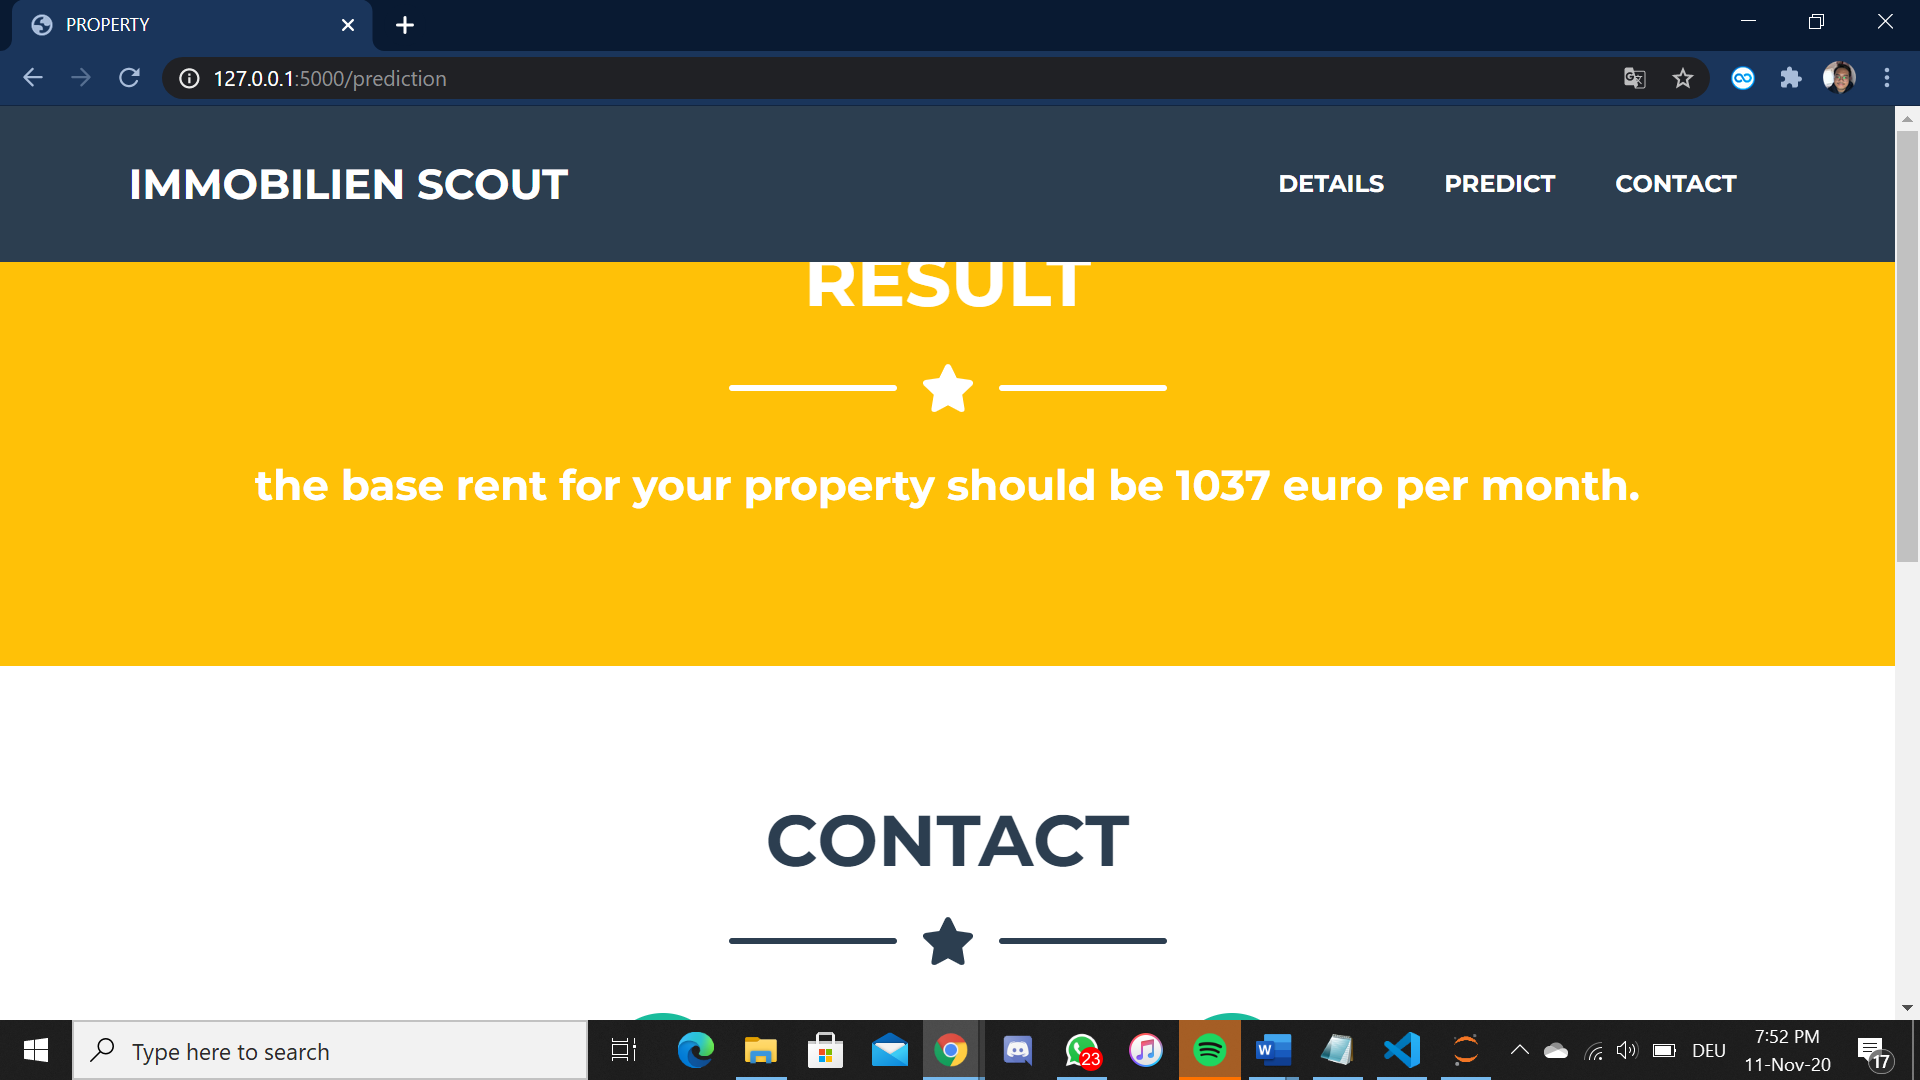 PROPERTY
127.0.0.1:5000/prediction
IMMOBILIEN SCOUT
DETAILS PREDICT CONTACT
RESULT
the base rent for your property should be 1037 euro per month.
CONTACT
Type here to search
23
W
DEU
7:52 PM
11-Nov-20
17